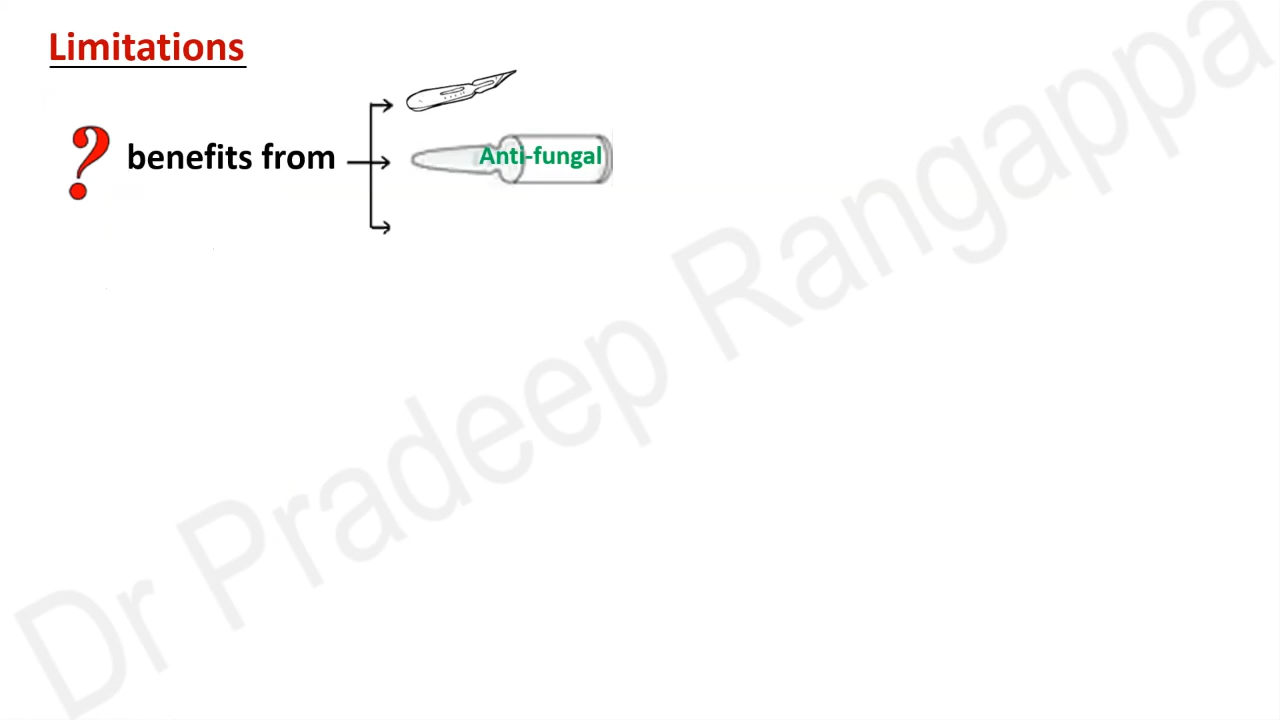 Limitations
? benefits from
Anti-fungal
Dr Pradeep Rangappa